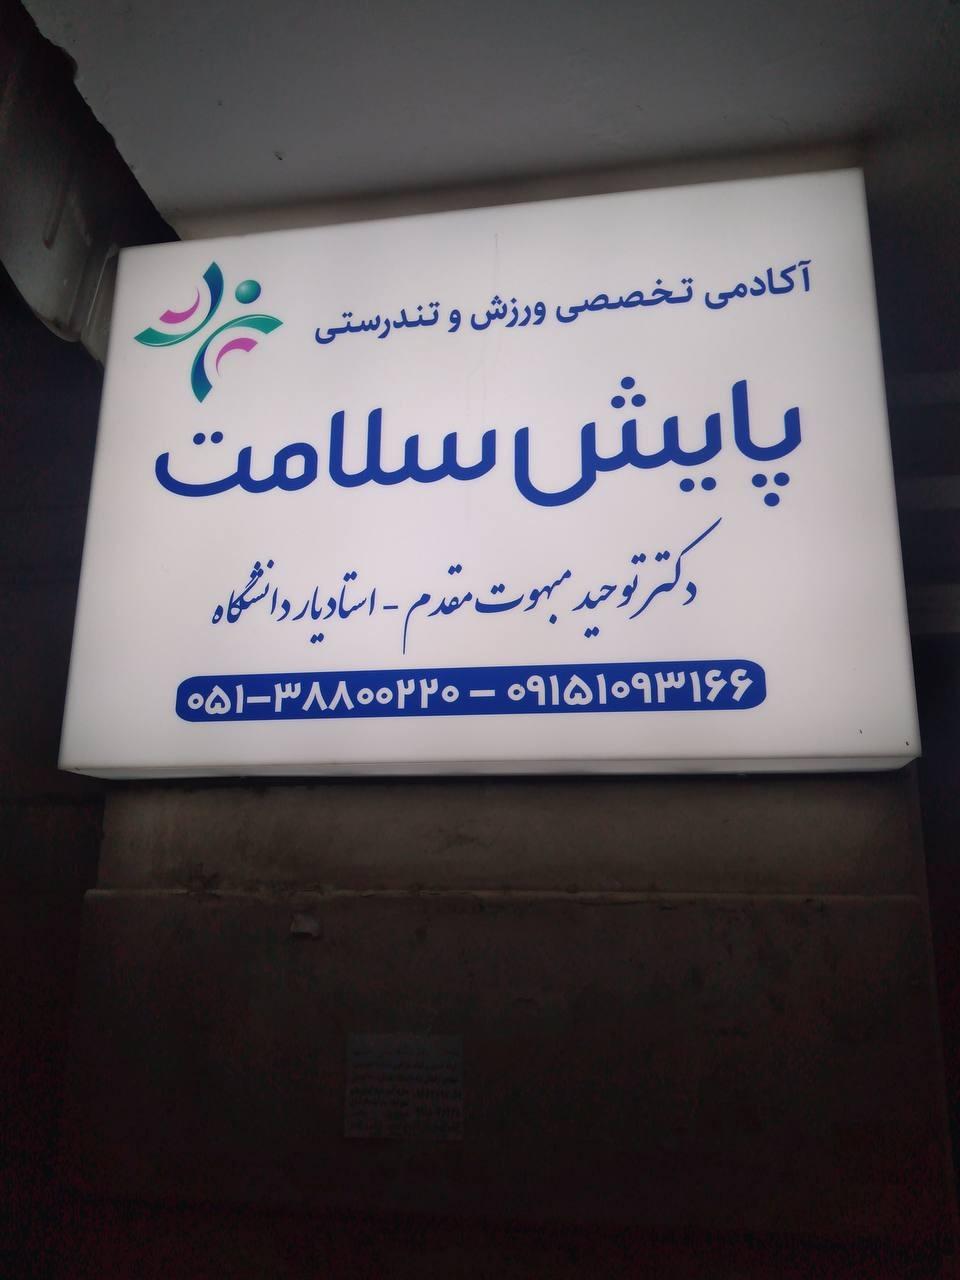 آکادمی تخصصی ورزش و تندرستی
پایش سلامت
دکتر توحید مبهوت مقدم - استادیار دانشگاه
۰۵۱-۳۸۸۰۰۲۲۰ - ۰۹۱۵۱۰۹۳۱۶۶